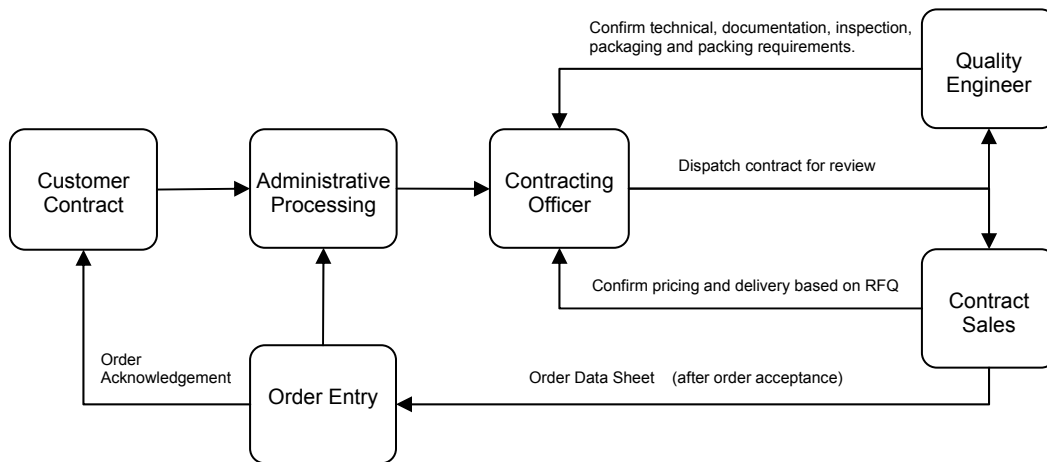 Confirm technical, documentation, inspection,
packaging and packing requirements.
Quality
Engineer
Customer
Contract
Administrative
Processing
Contracting
Officer
Dispatch contract for review
Confirm pricing and delivery based on RFQ
Contract
Sales
Order
Acknowledgement
Order Entry
Order Data Sheet (after order acceptance)